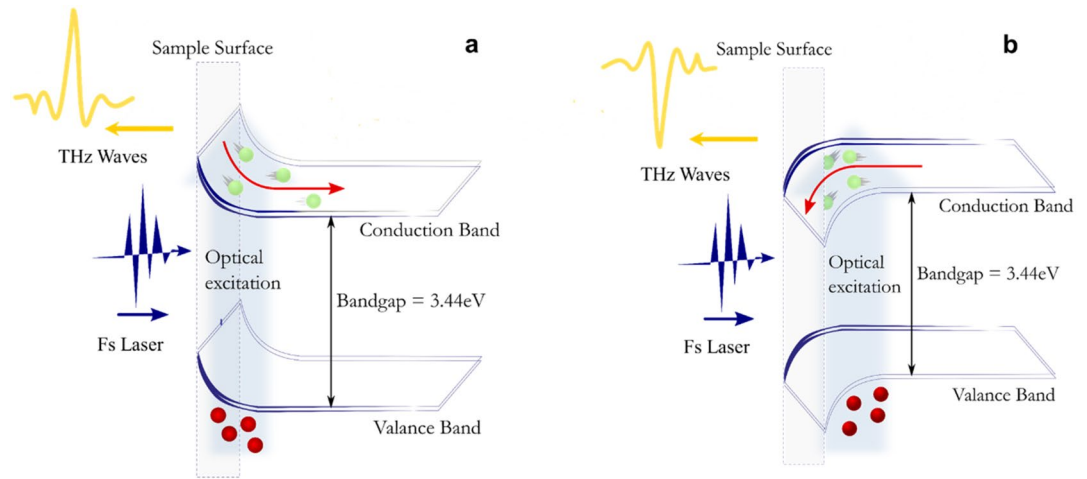 a
Sample Surface
THz Waves
Conduction Band
Optical
excitation
Bandgap = 3.44eV
Fs Laser
Valance Band
b
Sample Surface
THz Waves
Conduction Band
Optical
excitation
Bandgap = 3.44eV
Fs Laser
Valance Band